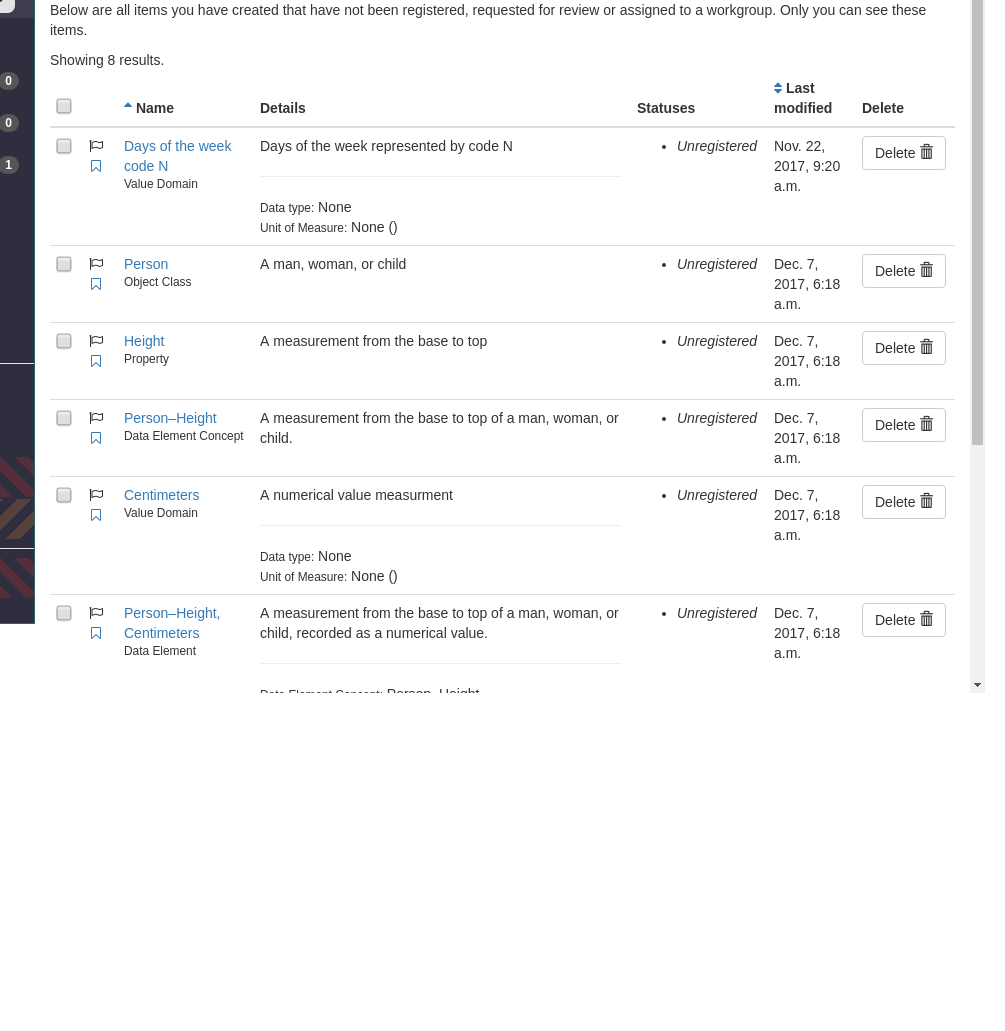 Below are all items you have created that have not been registered, requested for review or assigned to a workgroup. Only you can see these
items.
Showing 8 results.
0
0
1
Name Details Statuses Last modified Delete
Days of the week code N
Value Domain
Days of the week represented by code N
Data type: None
Unit of Measure: None ()
Unregistered
Nov. 22,
2017, 9:20
a.m.
Delete
Person
Object Class
A man, woman, or child
Unregistered
Dec. 7,
2017, 6:18
a.m.
Delete
Height
Property
A measurement from the base to top
Unregistered
Dec. 7,
2017, 6:18
a.m.
Delete
Person–Height
Data Element Concept
A measurement from the base to top of a man, woman, or
child.
Unregistered
Dec. 7,
2017, 6:18
a.m.
Delete
Centimeters
Value Domain
A numerical value measurment
Data type: None
Unit of Measure: None ()
Unregistered
Dec. 7,
2017, 6:18
a.m.
Delete
Person–Height,
Centimeters
Data Element
A measurement from the base to top of a man, woman, or
child, recorded as a numerical value.
Data Element Concept: Person–Height
Unregistered
Dec. 7,
2017, 6:18
a.m.
Delete